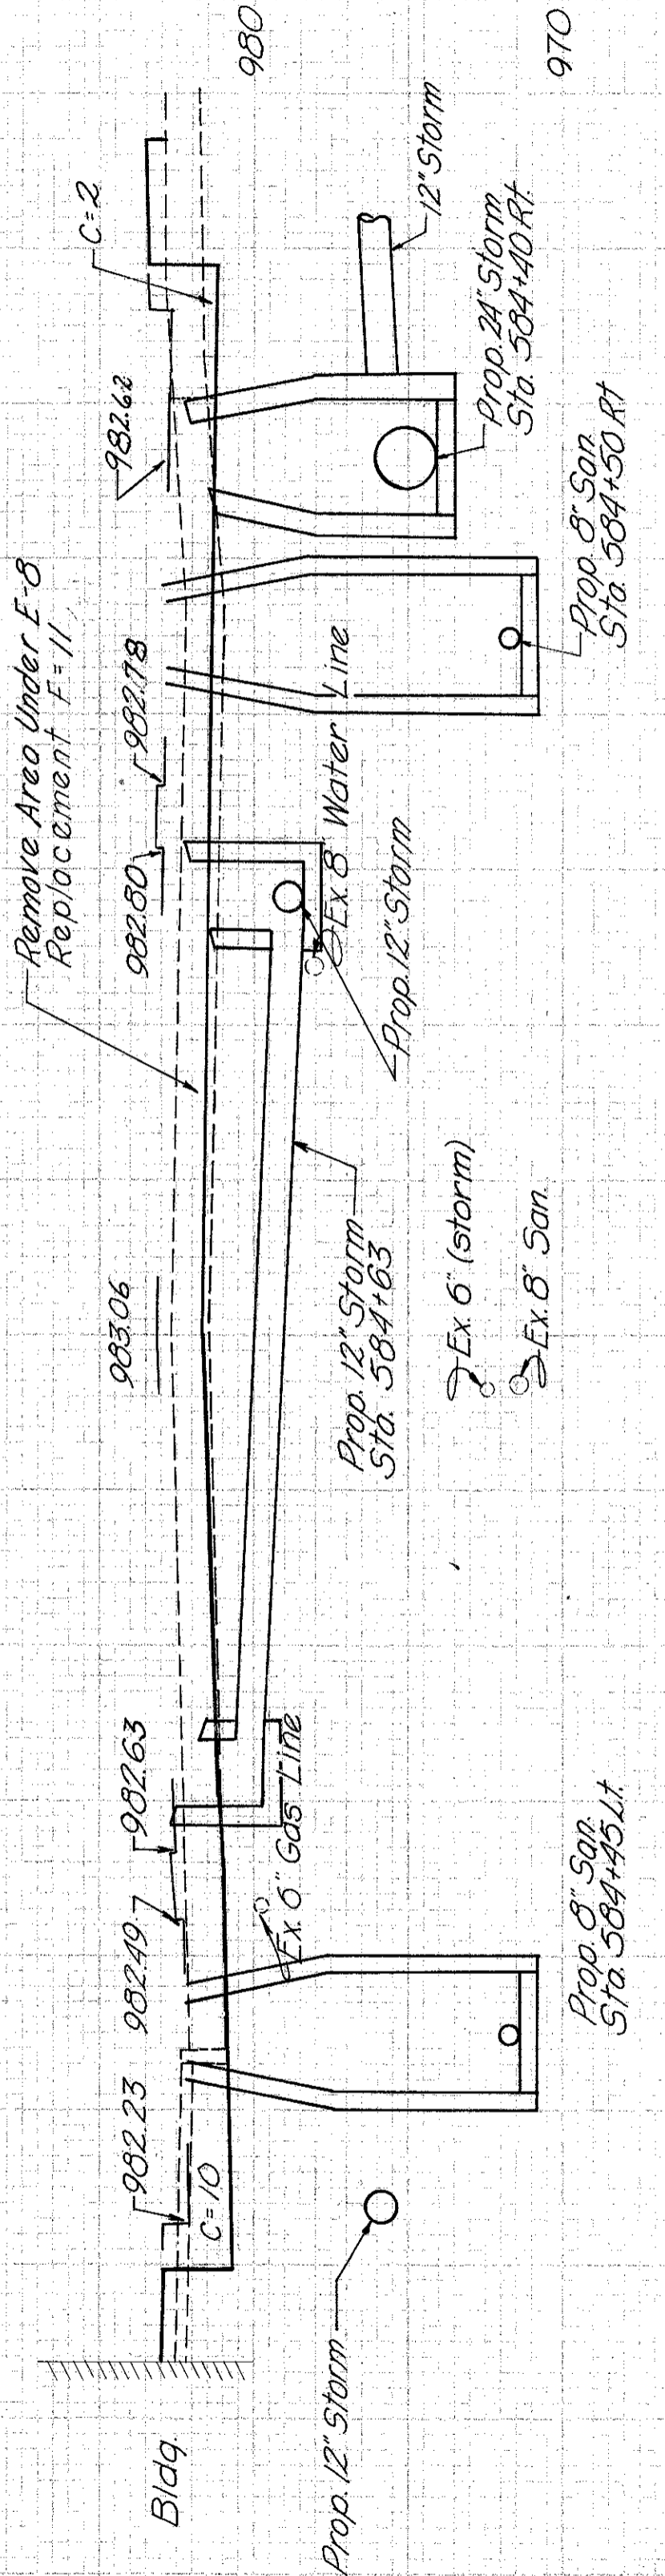 Bldg.
982.23
982.49
982.63
983.06
982.80
982.78
982.62
C=2
980
970
Remove Area Under E-8
Replacement F=11
C=10
Prop. 12" Storm
Ex. 6" Gas Line
Prop. 8" San.
Sta. 584+45 Lt.
Prop. 12" Storm
Sta. 584+63
Ex. 6" (storm)
Ex. 8" San.
Ex. 8" Water Line
Prop. 12" Storm
Prop. 8" San.
Sta. 584+50 Rt
Prop. 24" Storm
Sta. 584+40 Rt.
12" Storm